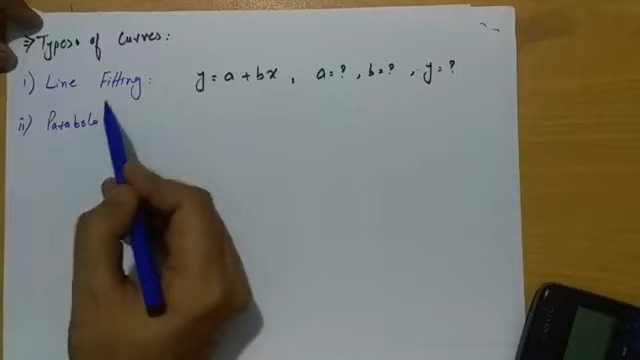 ⇒ Types of Curves:
i) Line Fitting: y = a + bx, a=?, b=?, y=?
ii) Parabola